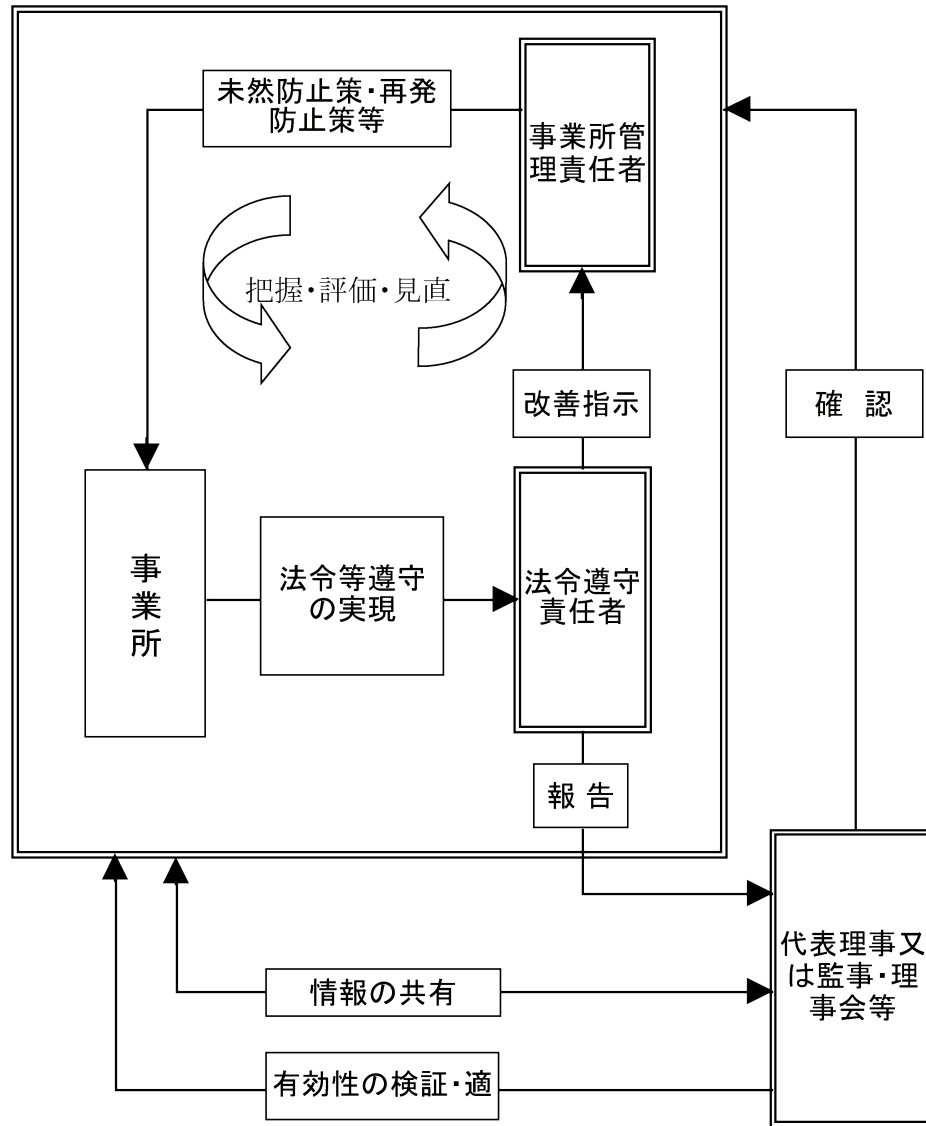 未然防止策・再発
防止策等
事業所管
理責任者
把握・評価・見直
改善指示
確 認
事
業
所
法令等遵守
の実現
法令遵守
責任者
報 告
代表理事又
は監事・理
事会等
情報の共有
有効性の検証・適